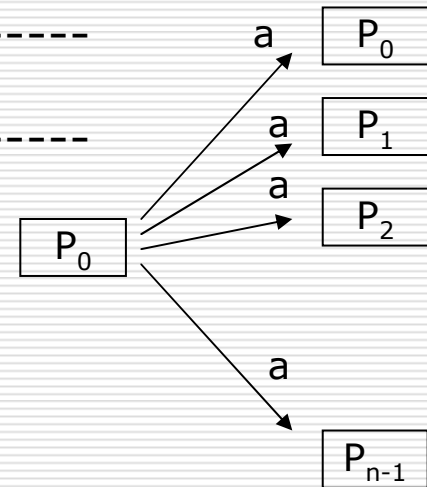 -----
a P₀
-----
a P₁
a P₂
P₀
a
Pₙ₋₁